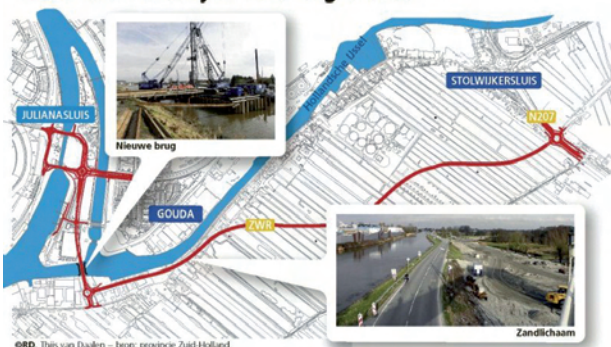 Hollandsche IJssel
STOLWIJKERSLUIS
JULIANASLUIS
N207
Nieuwe brug
GOUDA
ZWR
Zandlichaam
©RD Thijs van Daalen – bron: provincie Zuid-Holland